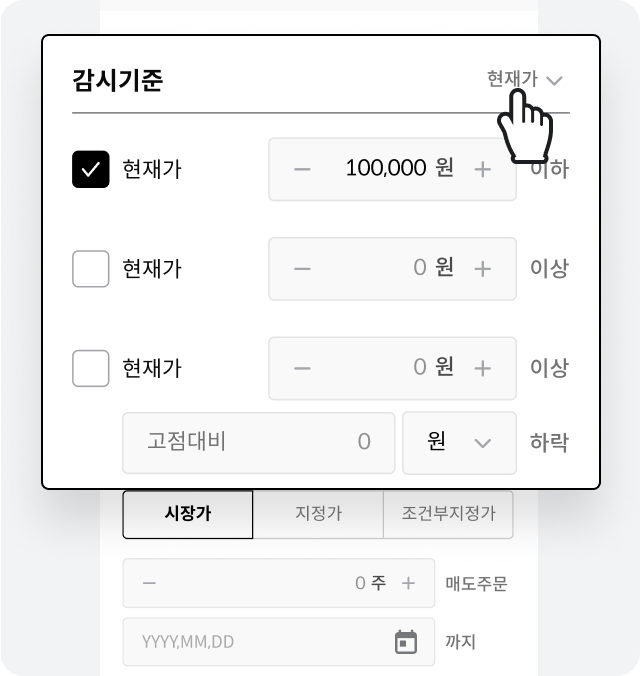 감시기준 현재가
현재가 100,000 원 이하
현재가 0 원 이상
현재가 0 원 이상
고점대비 0 원 하락
시장가 지정가 조건부지정가
0 주 매도주문
YYYY,MM,DD 까지